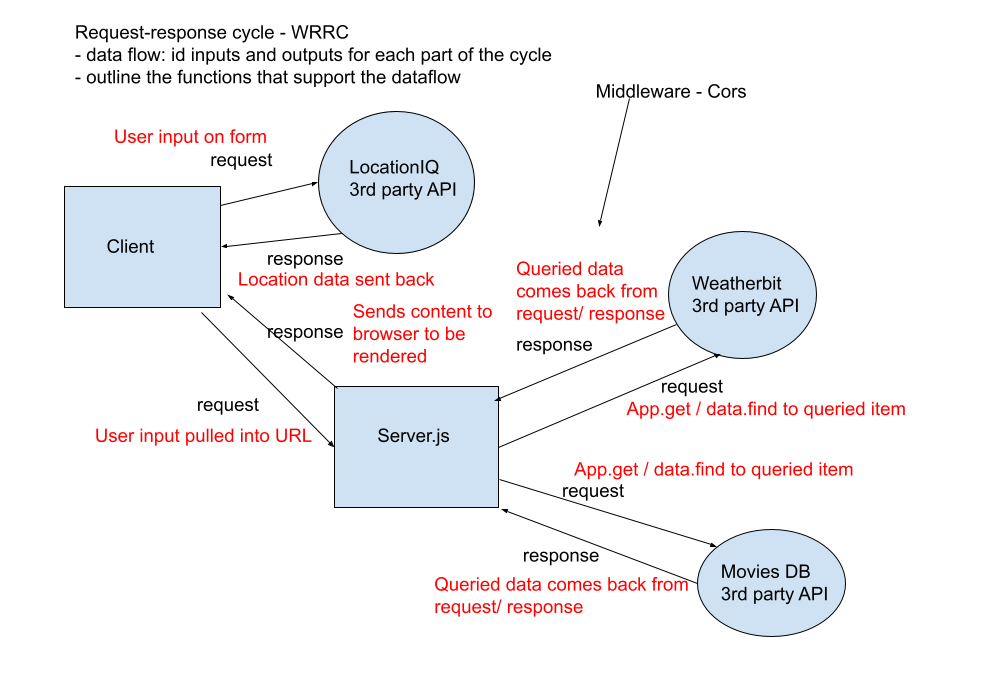 Request-response cycle - WRRC
- data flow: id inputs and outputs for each part of the cycle
- outline the functions that support the dataflow
Middleware - Cors
User input on form
request
LocationIQ
3rd party API
Client
response
Location data sent back
Queried data
comes back from
request/ response
Weatherbit
3rd party API
Sends content to
browser to be
rendered
response
response
request
App.get / data.find to queried item
request
User input pulled into URL
Server.js
App.get / data.find to queried item
request
response
Queried data comes back from
request/ response
Movies DB
3rd party API